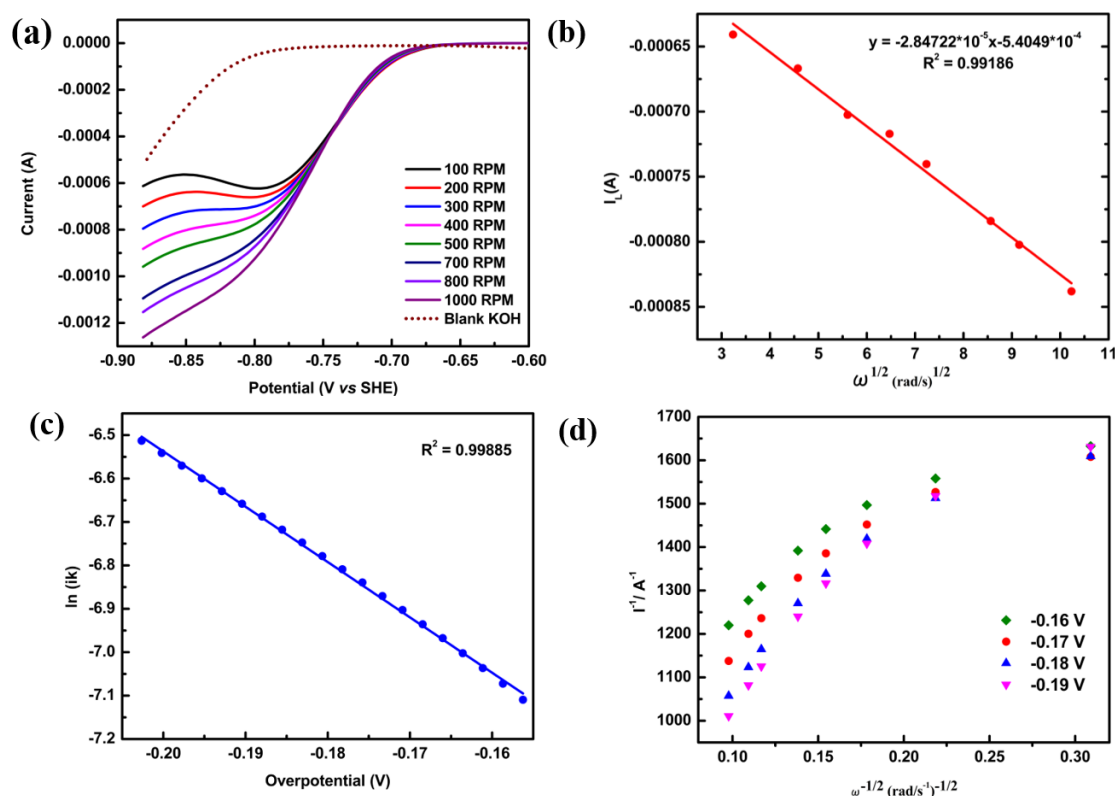 (a)
0.0000
-0.0002
-0.0004
-0.0006
-0.0008
-0.0010
-0.0012
Current (A)
100 RPM
200 RPM
300 RPM
400 RPM
500 RPM
700 RPM
800 RPM
1000 RPM
Blank KOH
-0.90 -0.85 -0.80 -0.75 -0.70 -0.65 -0.60
Potential (V vs SHE)
(b)
-0.00065
-0.00070
-0.00075
-0.00080
-0.00085
I_L(A)
y = -2.84722*10^-5x-5.4049*10^-4
R^2 = 0.99186
3 4 5 6 7 8 9 10 11
ω^1/2 (rad/s)^1/2
(c)
-6.5
-6.6
-6.7
-6.8
-6.9
-7.0
-7.1
-7.2
ln (ik)
R^2 = 0.99885
-0.20 -0.19 -0.18 -0.17 -0.16
Overpotential (V)
(d)
1700
1600
1500
1400
1300
1200
1100
1000
I^-1/ A^-1
-0.16 V
-0.17 V
-0.18 V
-0.19 V
0.10 0.15 0.20 0.25 0.30
ω^-1/2 (rad/s^-1)^-1/2